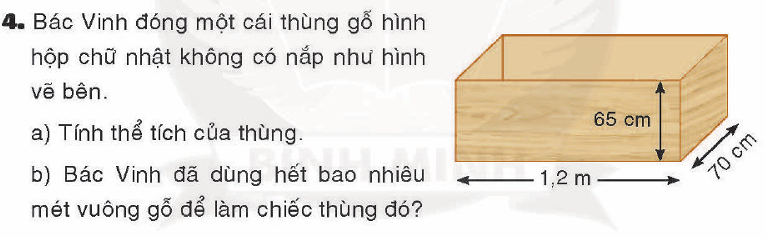 4. Bác Vinh đóng một cái thùng gỗ hình
hộp chữ nhật không có nắp như hình
vẽ bên.
a) Tính thể tích của thùng.
b) Bác Vinh đã dùng hết bao nhiêu
mét vuông gỗ để làm chiếc thùng đó?
65 cm
1,2 m
70 cm
BÌNH MINH